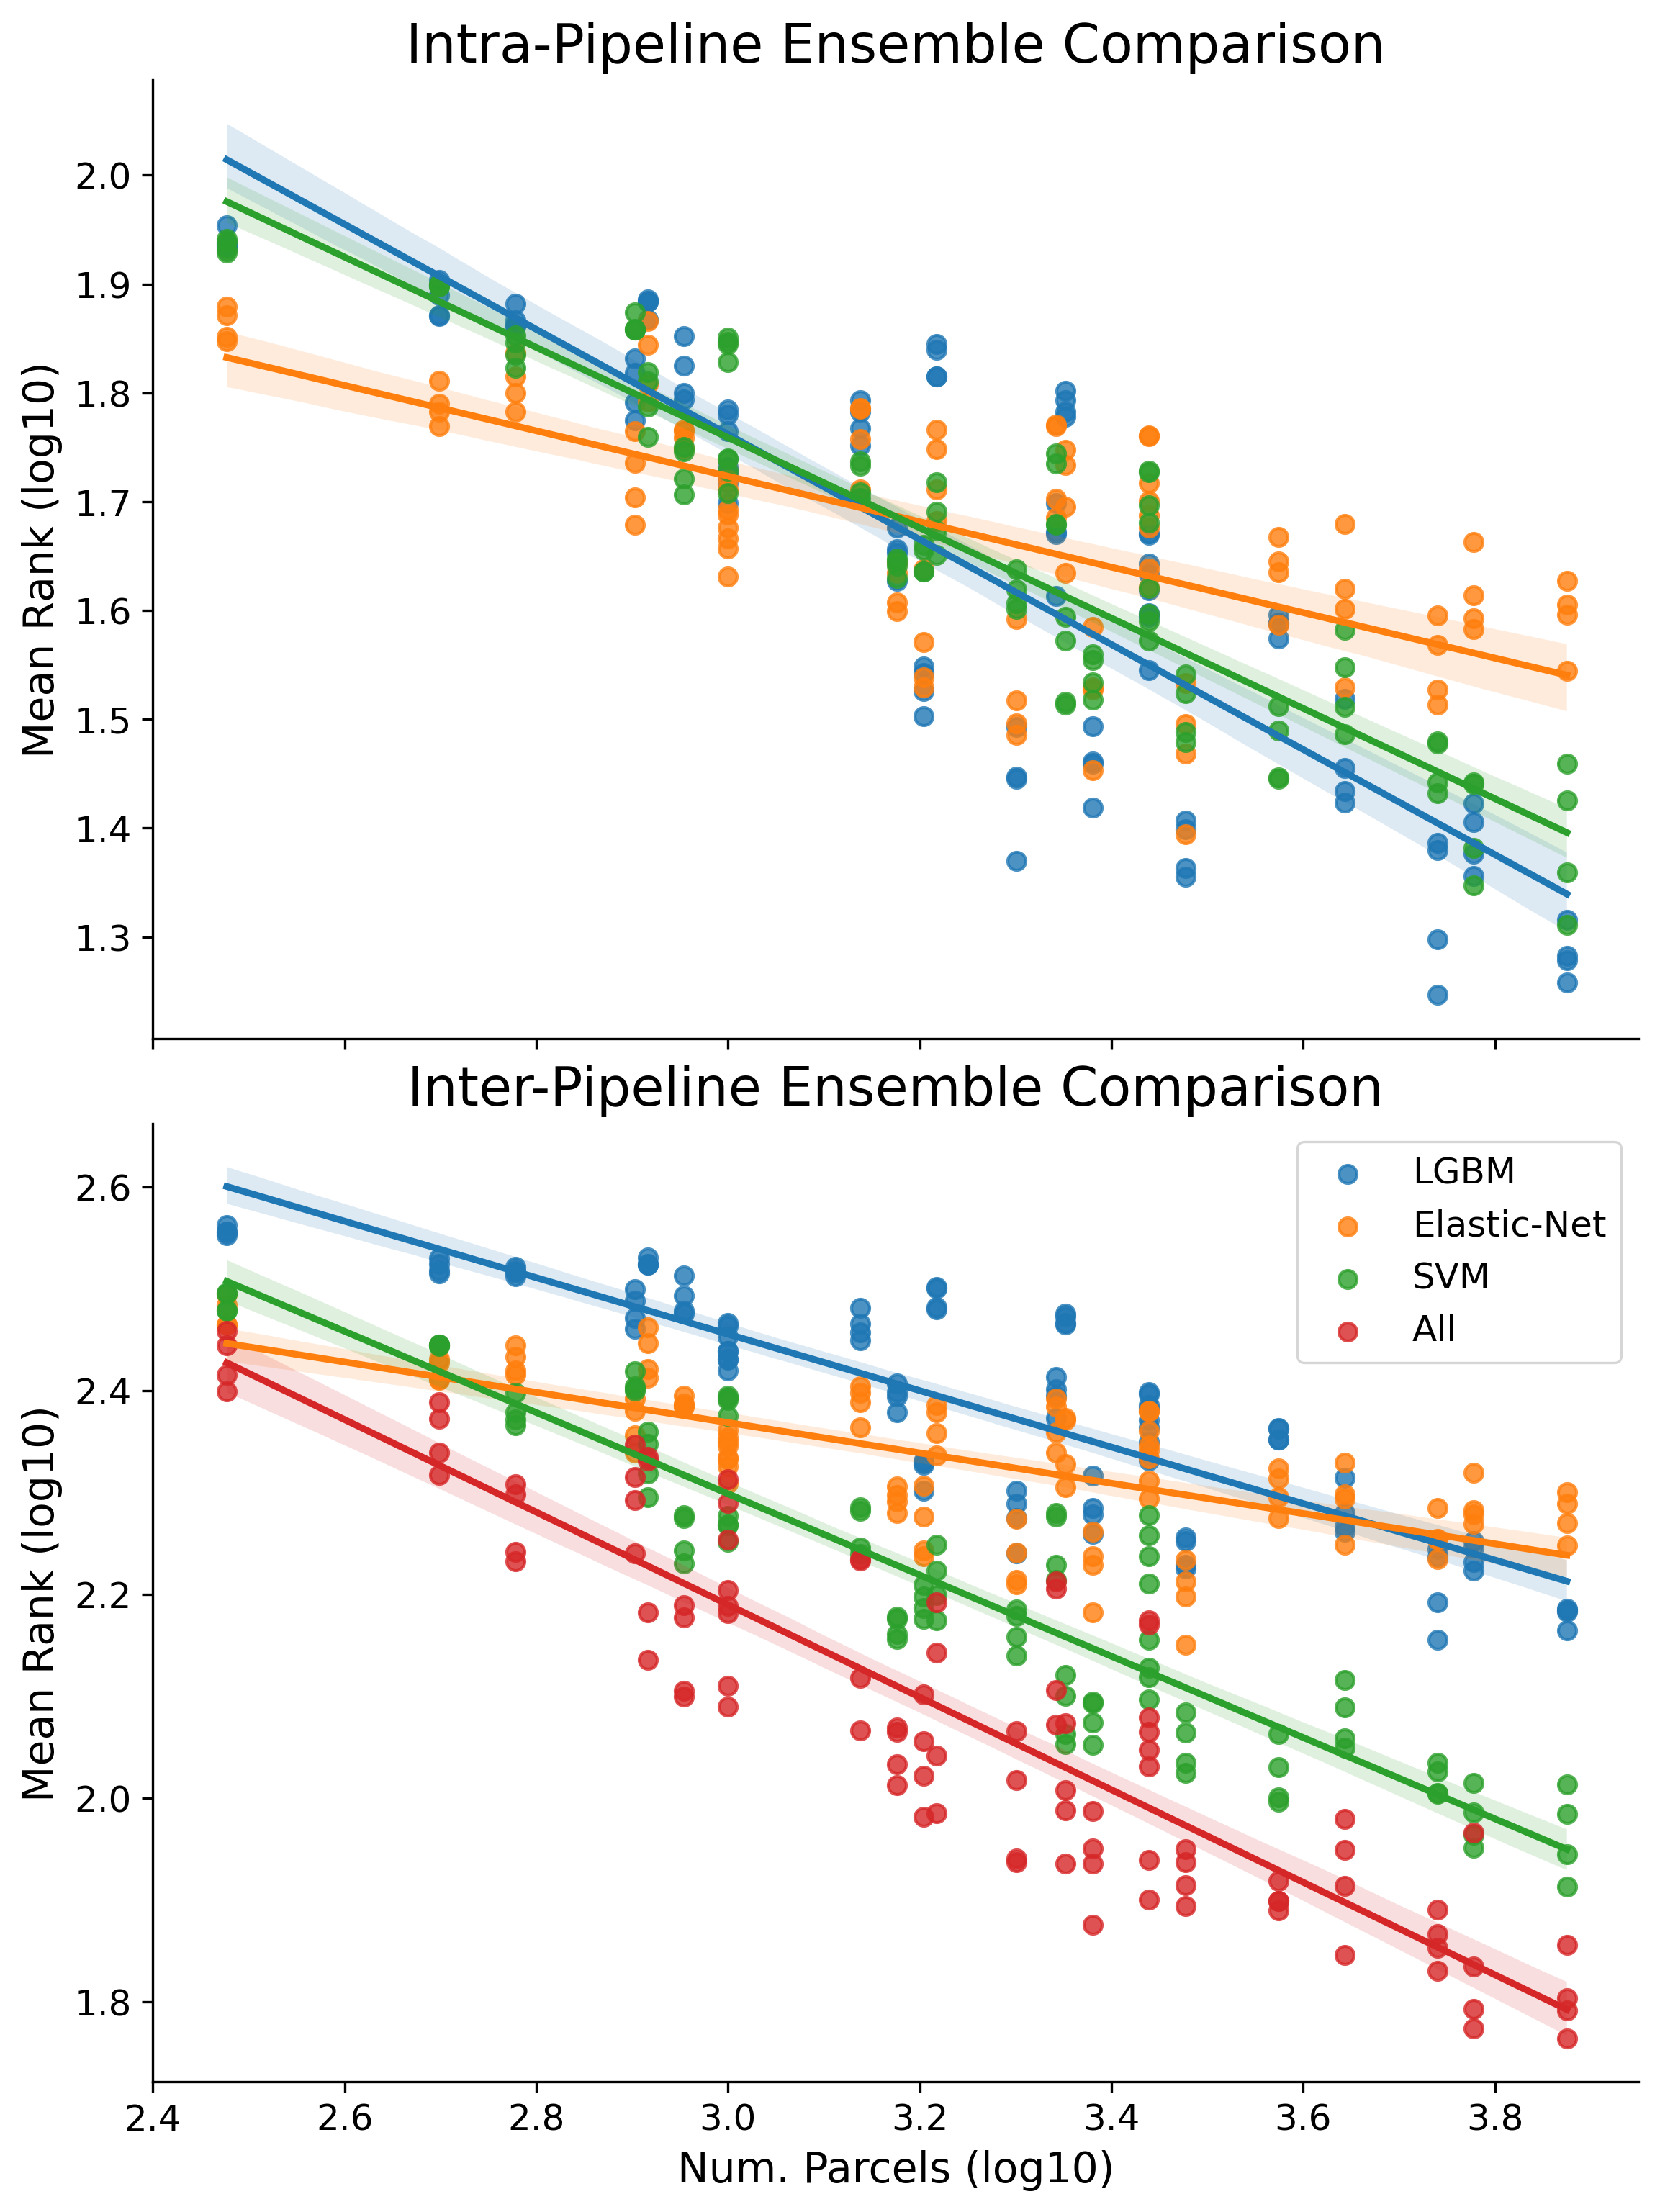 Intra-Pipeline Ensemble Comparison
Mean Rank (log10)
2.0
1.9
1.8
1.7
1.6
1.5
1.4
1.3
Inter-Pipeline Ensemble Comparison
Mean Rank (log10)
2.6
2.4
2.2
2.0
1.8
LGBM
Elastic-Net
SVM
All
2.4 2.6 2.8 3.0 3.2 3.4 3.6 3.8
Num. Parcels (log10)